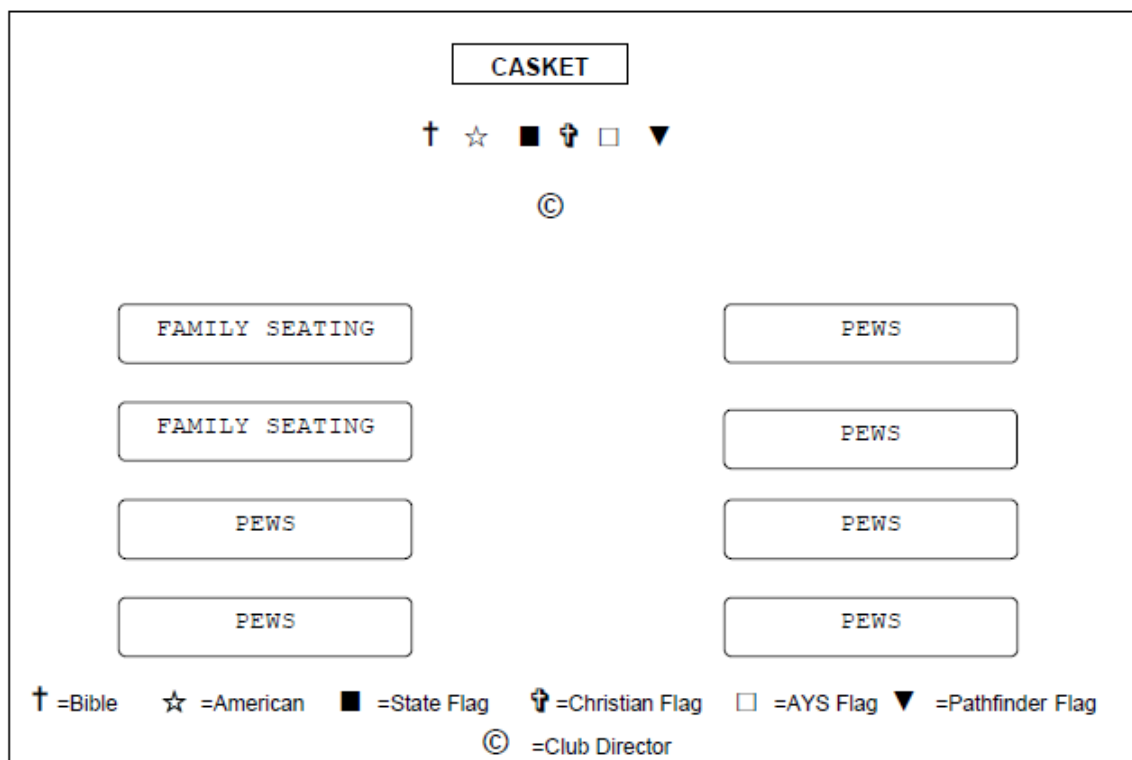 CASKET
✝ ☆ ■ ✞ □ ▼
©
FAMILY SEATING PEWS
FAMILY SEATING PEWS
PEWS PEWS
PEWS PEWS
✝ =Bible ☆ =American ■ =State Flag ✞ =Christian Flag □ =AYS Flag ▼ =Pathfinder Flag
© =Club Director